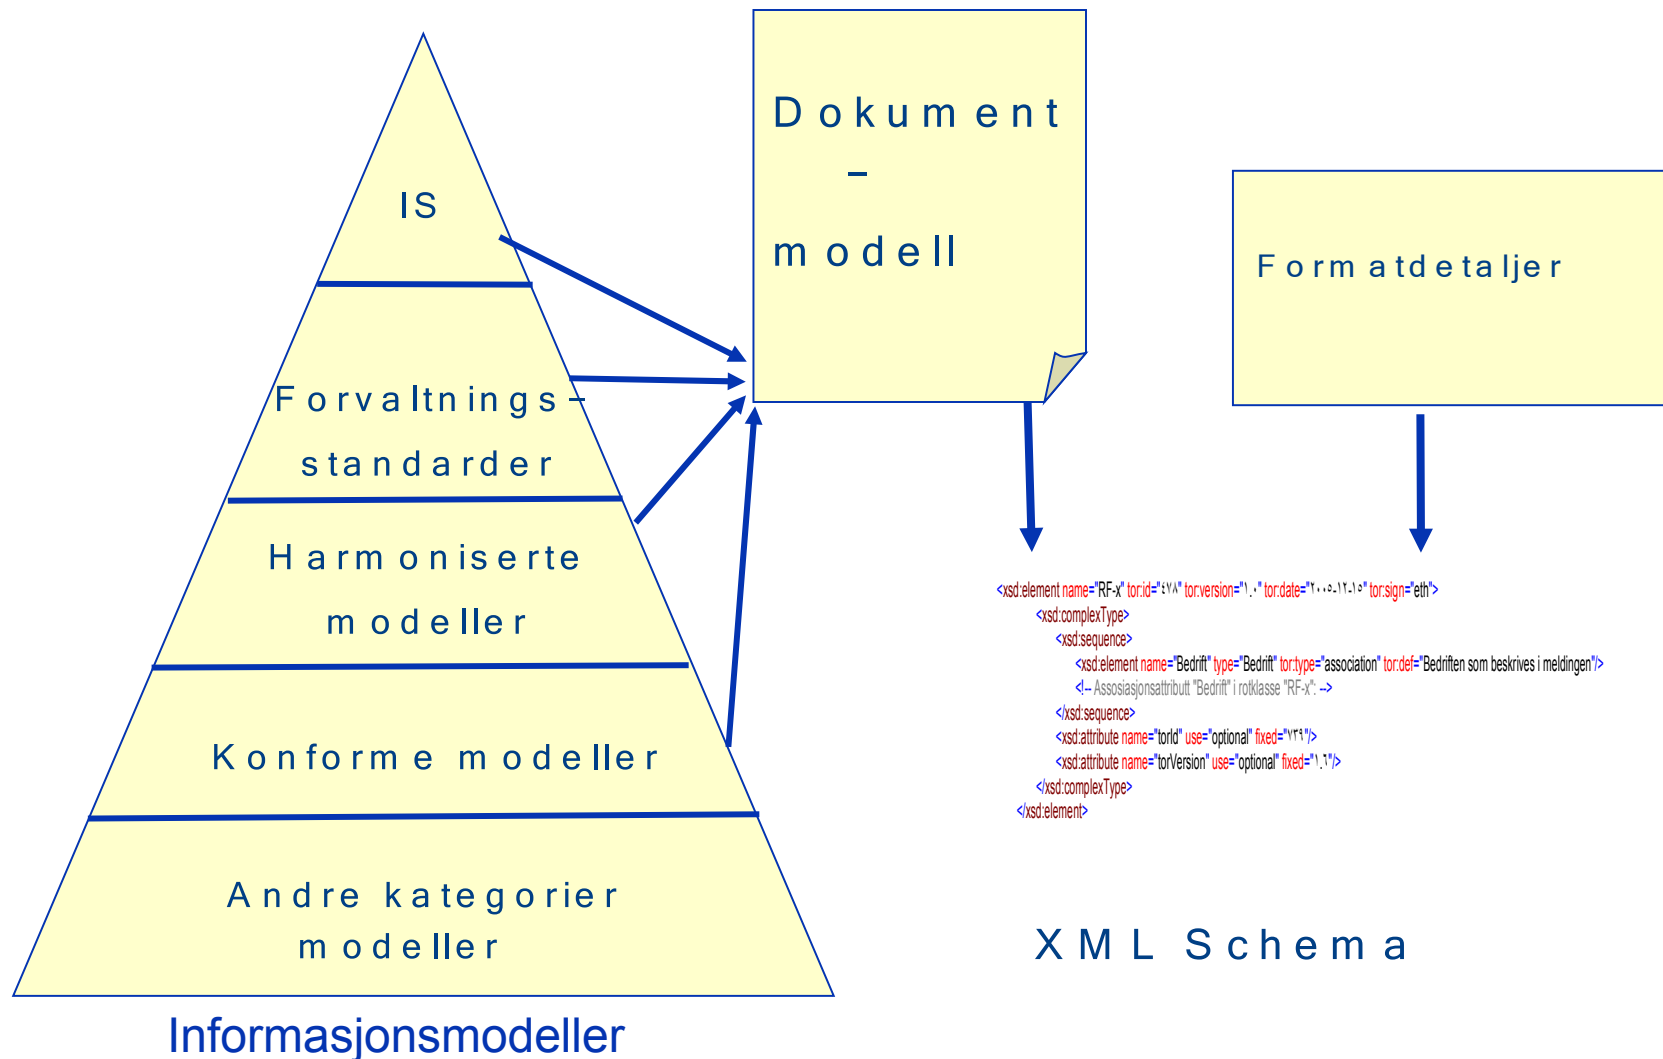 IS
Forvaltnings-
standarder
Harmoniserte
modeller
Konforme modeller
Andre kategorier
modeller
Informasjonsmodeller
Dokument
-
modell
Formatdetaljer
<xsd:element name="RF-x" tor:id="٤٧٨" tor:version="١.٠" tor:date="٢٠٠٥-١٢-١٥" tor:sign="eth">
<xsd:complexType>
<xsd:sequence>
<xsd:element name="Bedrift" type="Bedrift" tor:type="association" tor:def="Bedriften som beskrives i meldingen"/>
<!-- Assosiasjonsattributt "Bedrift" i rotklasse "RF-x": -->
</xsd:sequence>
<xsd:attribute name="torId" use="optional" fixed="٧٣٩"/>
<xsd:attribute name="torVersion" use="optional" fixed="١.٦"/>
</xsd:complexType>
</xsd:element>
XML Schema